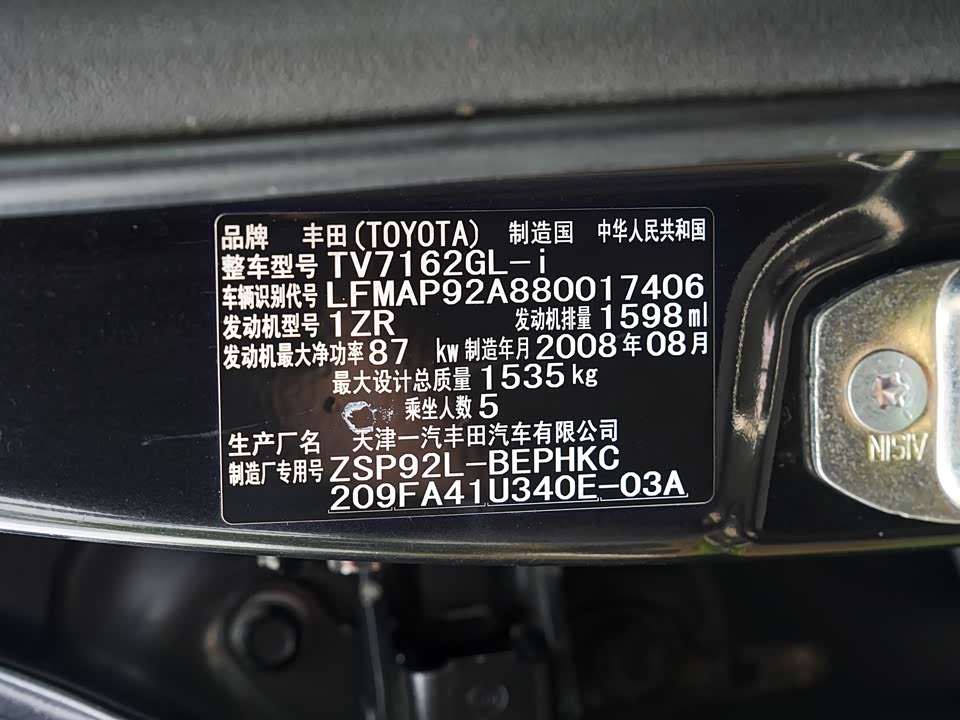 品牌 丰田(TOYOTA) 制造国 中华人民共和国
整车型号 TV7162GL-i
车辆识别代号 LFMAP92A880017406
发动机型号 1ZR 发动机排量 1598ml
发动机最大净功率 87 kw 制造年月 2008年08月
最大设计总质量 1535kg
乘坐人数 5
生产厂名 天津一汽丰田汽车有限公司
制造厂专用号 ZSP92L-BEPHKC
209FA41U340E-03A
AISIN